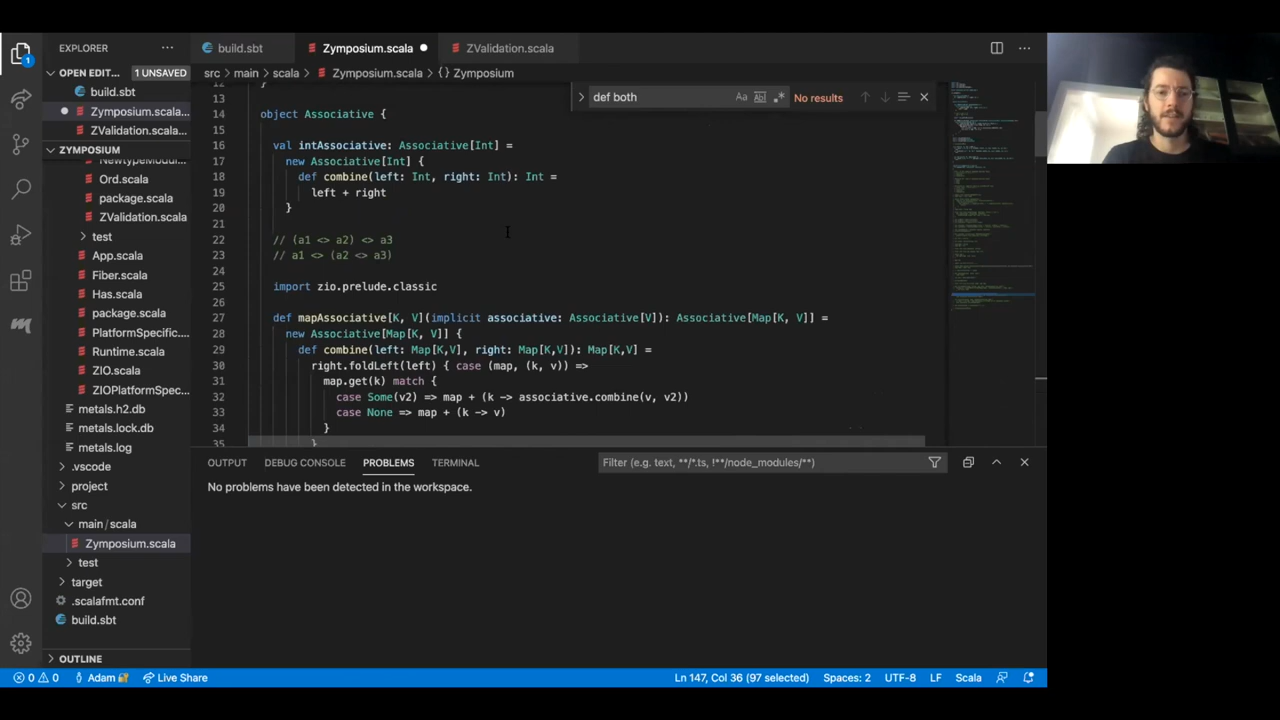 EXPLORER
build.sbt
Zymposium.scala
ZValidation.scala
OPEN EDIT...
1 UNSAVED
src > main > scala > Zymposium.scala > {} Zymposium
build.sbt
Zymposium.scala...
ZValidation.scala...
ZYMPOSIUM
NewtypeModul...
Ord.scala
package.scala
ZValidation.scala
test
App.scala
Fiber.scala
Has.scala
package.scala
PlatformSpecific...
Runtime.scala
ZIO.scala
ZIOPlatformSpec...
metals.h2.db
metals.lock.db
metals.log
.vscode
project
src
main / scala
Zymposium.scala
test
target
.scalafmt.conf
build.sbt
OUTLINE
def both
Aa
Abl
.*
No results
12 }
13
14 object Associative {
15
16 val intAssociative: Associative[Int] =
17 new Associative[Int] {
18 def combine(left: Int, right: Int): Int =
19 left + right
20 }
21
22 // (a1 <> a2) <> a3
23 // a1 <> (a2 <> a3)
24
25 import zio.prelude.classic
26
27 def mapAssociative[K, V](implicit associative: Associative[V]): Associative[Map[K, V]] =
28 new Associative[Map[K, V]] {
29 def combine(left: Map[K,V], right: Map[K,V]): Map[K,V] =
30 right.foldLeft(left) { case (map, (k, v)) =>
31 map.get(k) match {
32 case Some(v2) => map + (k -> associative.combine(v, v2))
33 case None => map + (k -> v)
34 }
35 }
OUTPUT
DEBUG CONSOLE
PROBLEMS
TERMINAL
Filter (e.g. text, **/*.ts, !**/node_modules/**)
No problems have been detected in the workspace.
1
0 0
Adam
Live Share
Ln 147, Col 36 (97 selected)
Spaces: 2
UTF-8
LF
Scala